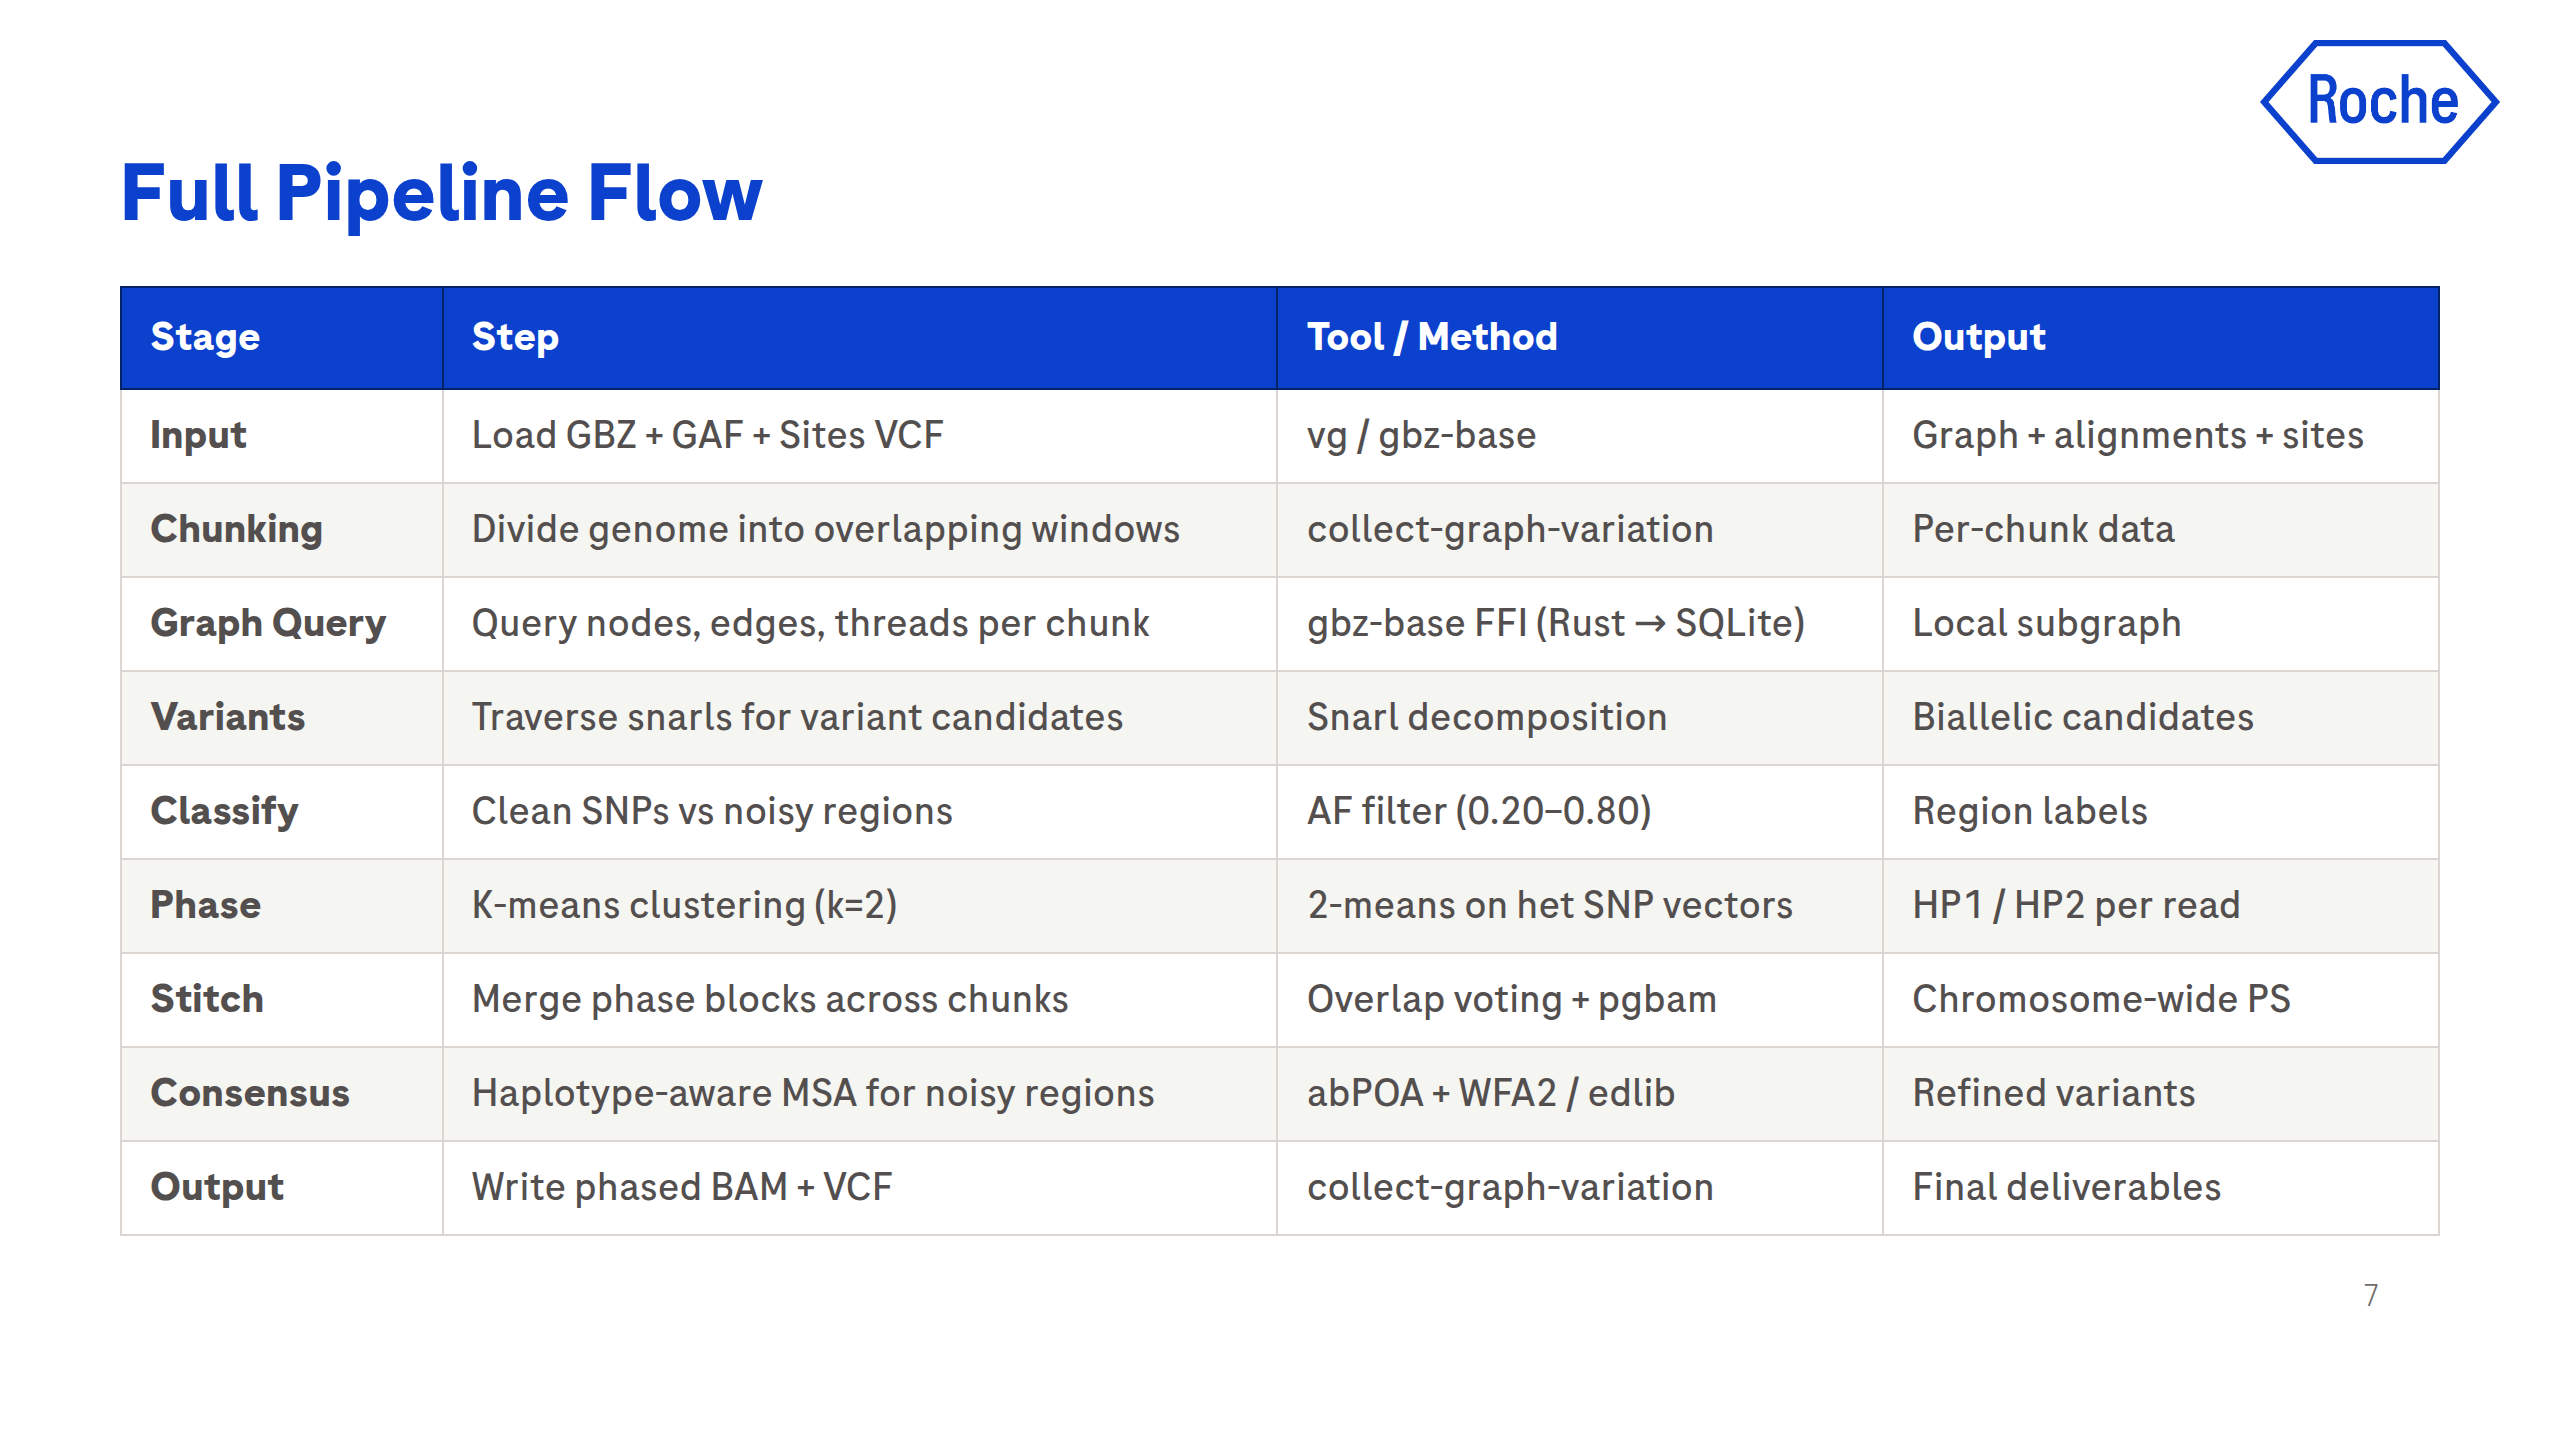 Roche
Full Pipeline Flow
Stage Step Tool / Method Output
Input Load GBZ + GAF + Sites VCF vg / gbz-base Graph + alignments + sites
Chunking Divide genome into overlapping windows collect-graph-variation Per-chunk data
Graph Query Query nodes, edges, threads per chunk gbz-base FFI (Rust → SQLite) Local subgraph
Variants Traverse snarls for variant candidates Snarl decomposition Biallelic candidates
Classify Clean SNPs vs noisy regions AF filter (0.20–0.80) Region labels
Phase K-means clustering (k=2) 2-means on het SNP vectors HP1 / HP2 per read
Stitch Merge phase blocks across chunks Overlap voting + pgbam Chromosome-wide PS
Consensus Haplotype-aware MSA for noisy regions abPOA + WFA2 / edlib Refined variants
Output Write phased BAM + VCF collect-graph-variation Final deliverables
7